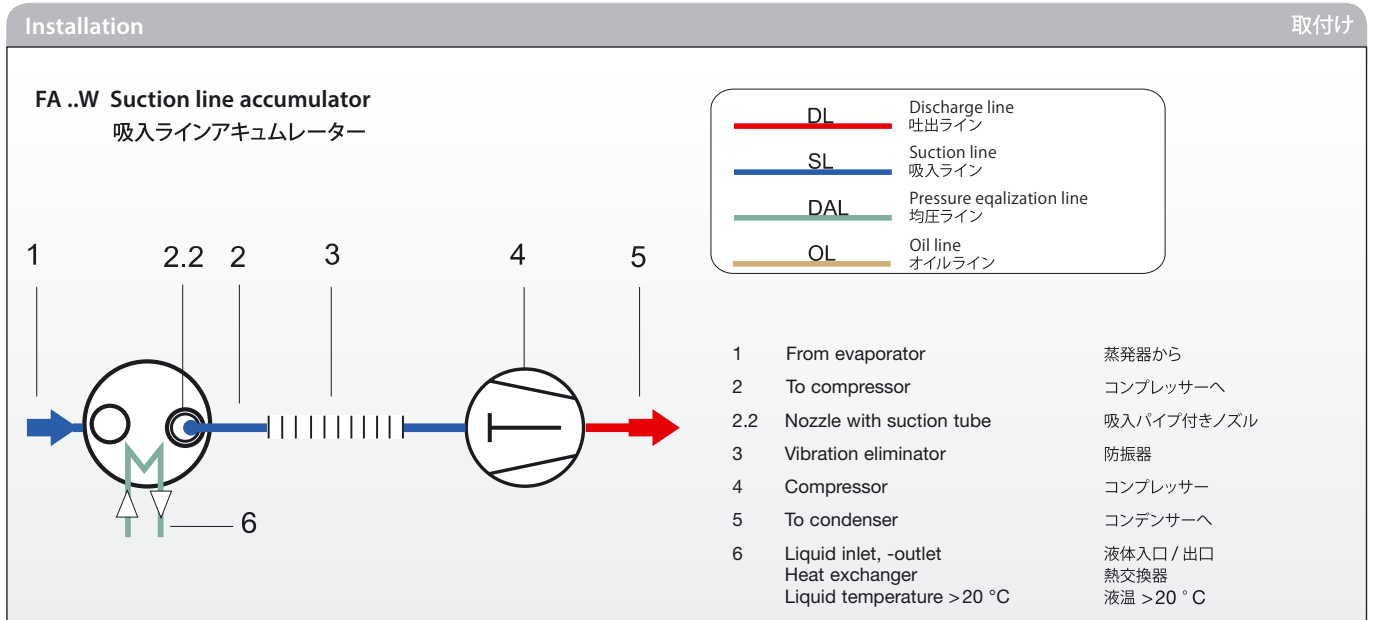 Installation 取付け
FA ..W Suction line accumulator
吸入ラインアキュムレーター
DL Discharge line
吐出ライン
SL Suction line
吸入ライン
DAL Pressure eqalization line
均圧ライン
OL Oil line
オイルライン
1 2.2 2 3 4 5
6
1 From evaporator 蒸発器から
2 To compressor コンプレッサーへ
2.2 Nozzle with suction tube 吸入パイプ付きノズル
3 Vibration eliminator 防振器
4 Compressor コンプレッサー
5 To condenser コンデンサーへ
6 Liquid inlet, -outlet 液体入口 / 出口
Heat exchanger 熱交換器
Liquid temperature >20 °C 液温 >20 °C